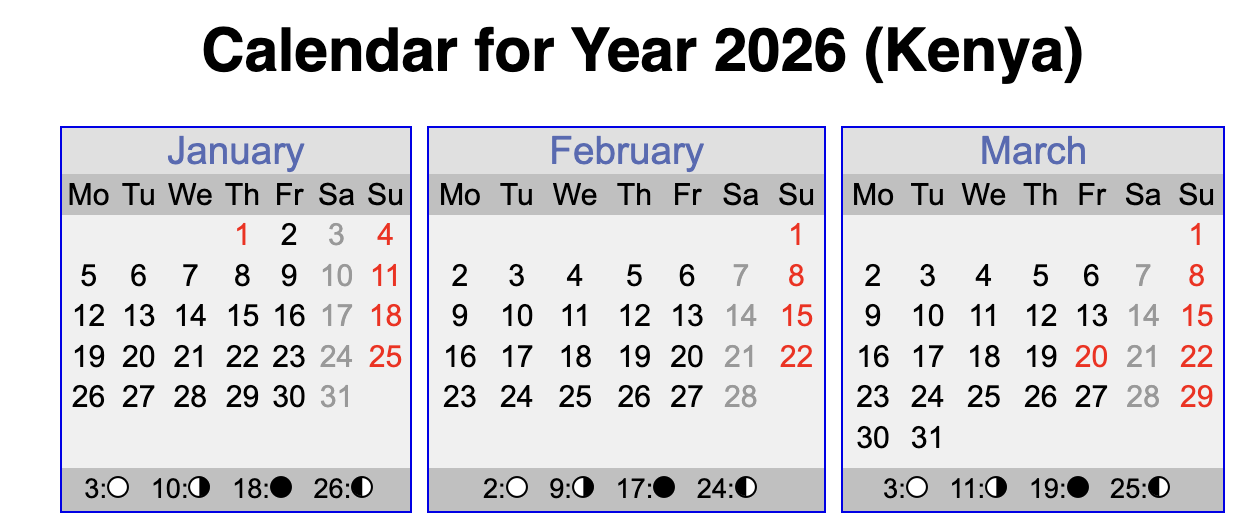 Calendar for Year 2026 (Kenya)
January
Mo Tu We Th Fr Sa Su
1 2 3 4
5 6 7 8 9 10 11
12 13 14 15 16 17 18
19 20 21 22 23 24 25
26 27 28 29 30 31
3: 10: 18: 26:
February
Mo Tu We Th Fr Sa Su
1
2 3 4 5 6 7 8
9 10 11 12 13 14 15
16 17 18 19 20 21 22
23 24 25 26 27 28
2: 9: 17: 24:
March
Mo Tu We Th Fr Sa Su
1
2 3 4 5 6 7 8
9 10 11 12 13 14 15
16 17 18 19 20 21 22
23 24 25 26 27 28 29
30 31
3: 11: 19: 25: